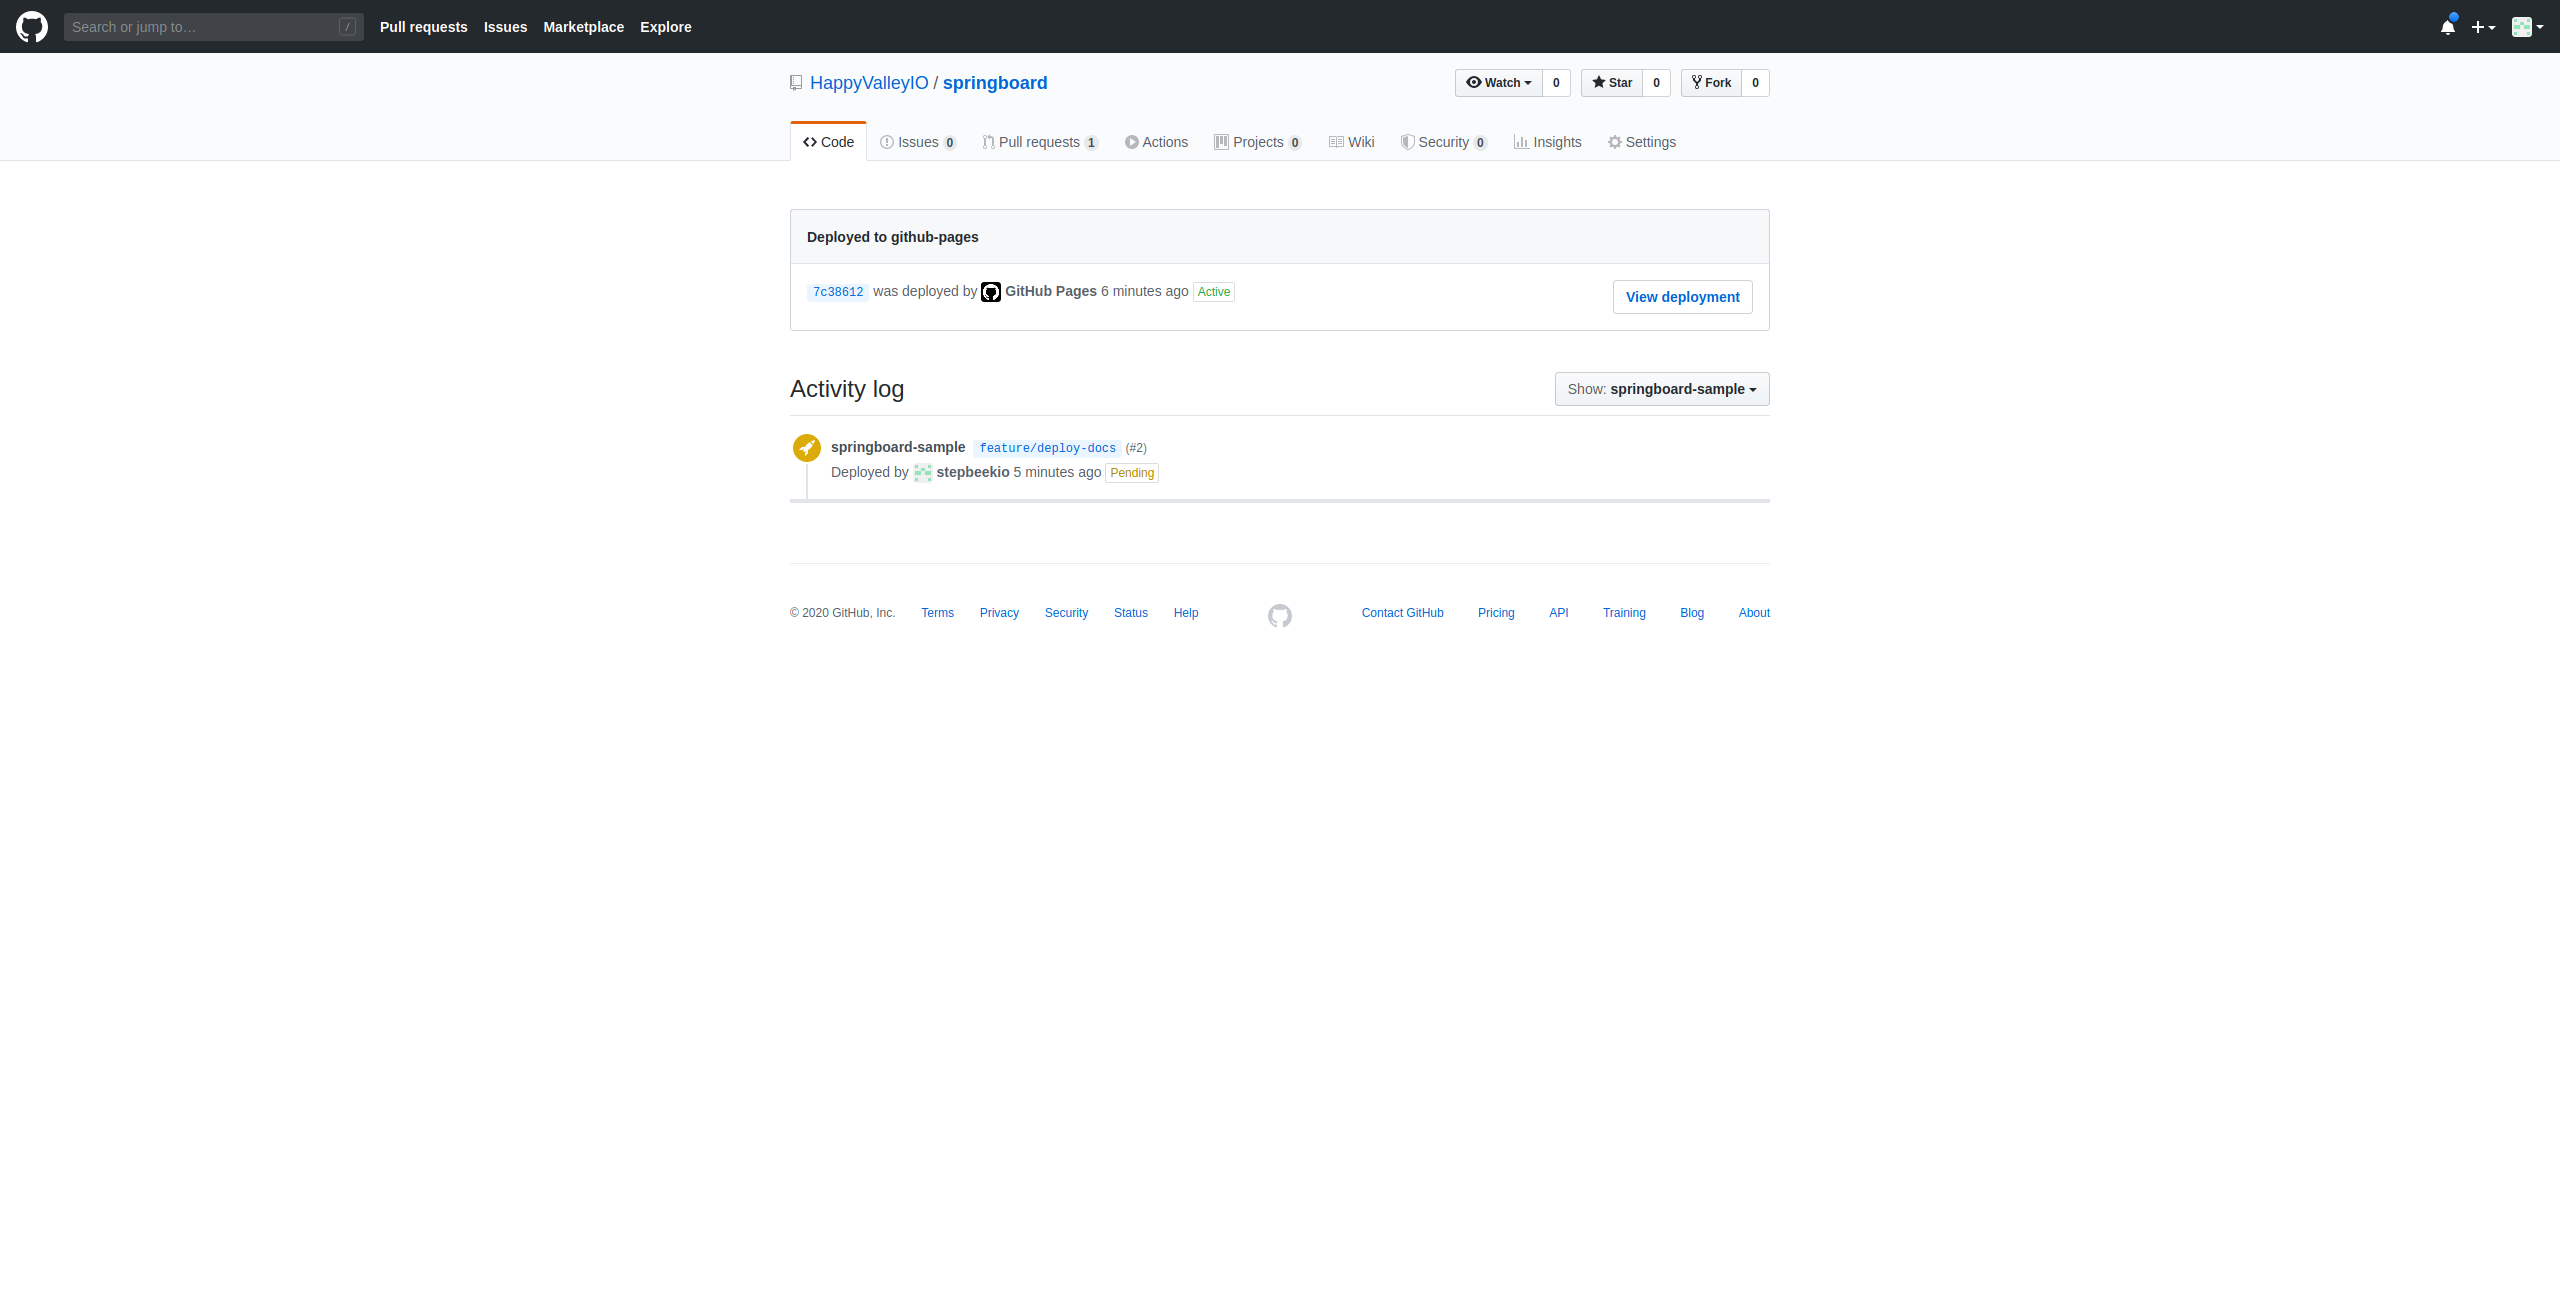 Search or jump to… / Pull requests Issues Marketplace Explore
HappyValleyIO / springboard Watch 0 Star 0 Fork 0
Code Issues 0 Pull requests 1 Actions Projects 0 Wiki Security 0 Insights Settings
Deployed to github-pages
7c38612 was deployed by GitHub Pages 6 minutes ago Active View deployment
Activity log Show: springboard-sample
springboard-sample feature/deploy-docs (#2)
Deployed by stepbeekio 5 minutes ago Pending
© 2020 GitHub, Inc. Terms Privacy Security Status Help Contact GitHub Pricing API Training Blog About